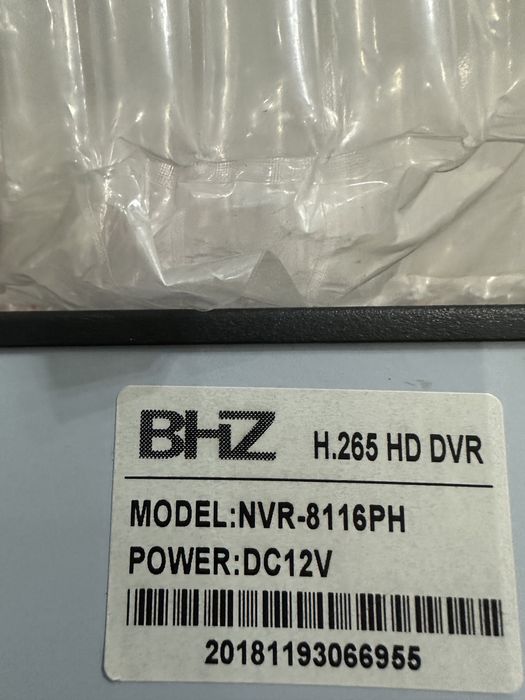 BHZ H.265 HD DVR
MODEL:NVR-8116PH
POWER:DC12V
20181193066955